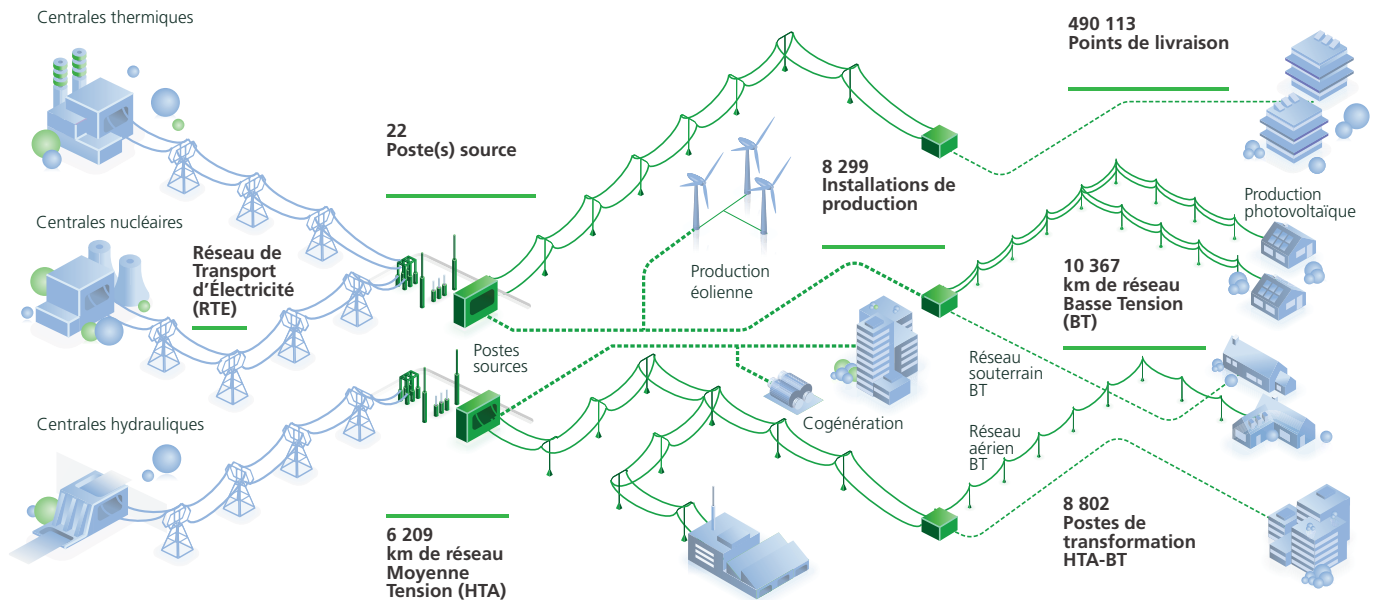 Centrales thermiques
490 113
Points de livraison
22
Poste(s) source
8 299
Installations de
production
Production
photovoltaïque
Centrales nucléaires
Réseau de
Transport
d’Électricité
(RTE)
Production
éolienne
10 367
km de réseau
Basse Tension
(BT)
Postes
sources
Réseau
souterrain
BT
Centrales hydrauliques
Cogénération
Réseau
aérien
BT
6 209
km de réseau
Moyenne
Tension (HTA)
8 802
Postes de
transformation
HTA-BT